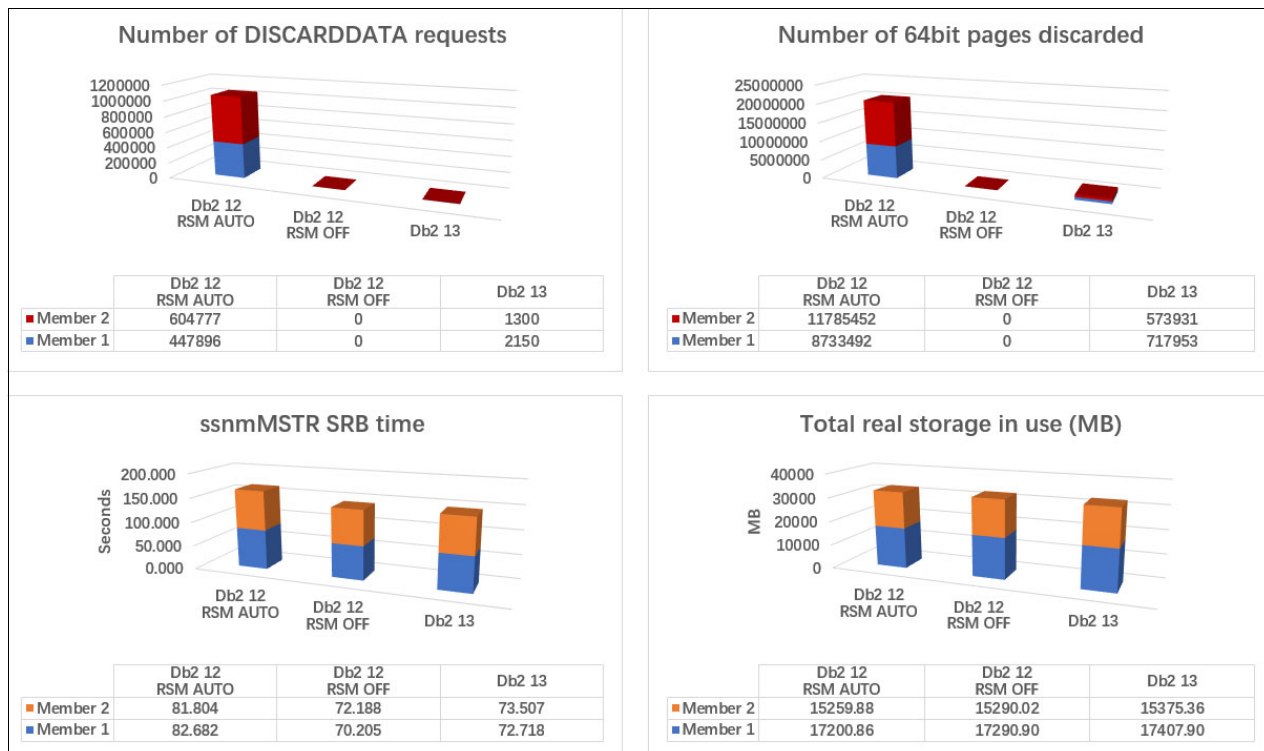 Number of DISCARDDATA requests
1200000
1000000
800000
600000
400000
200000
0
Db2 12
RSM AUTO
Db2 12
RSM OFF
Db2 13
Db2 12
RSM AUTO
Db2 12
RSM OFF
Db2 13
Member 2 604777 0 1300
Member 1 447896 0 2150
Number of 64bit pages discarded
25000000
20000000
15000000
10000000
5000000
0
Db2 12
RSM AUTO
Db2 12
RSM OFF
Db2 13
Db2 12
RSM AUTO
Db2 12
RSM OFF
Db2 13
Member 2 11785452 0 573931
Member 1 8733492 0 717953
ssnmMSTR SRB time
Seconds
200.000
150.000
100.000
50.000
0.000
Db2 12
RSM AUTO
Db2 12
RSM OFF
Db2 13
Db2 12
RSM AUTO
Db2 12
RSM OFF
Db2 13
Member 2 81.804 72.188 73.507
Member 1 82.682 70.205 72.718
Total real storage in use (MB)
MB
40000
30000
20000
10000
0
Db2 12
RSM AUTO
Db2 12
RSM OFF
Db2 13
Db2 12
RSM AUTO
Db2 12
RSM OFF
Db2 13
Member 2 15259.88 15290.02 15375.36
Member 1 17200.86 17290.90 17407.90